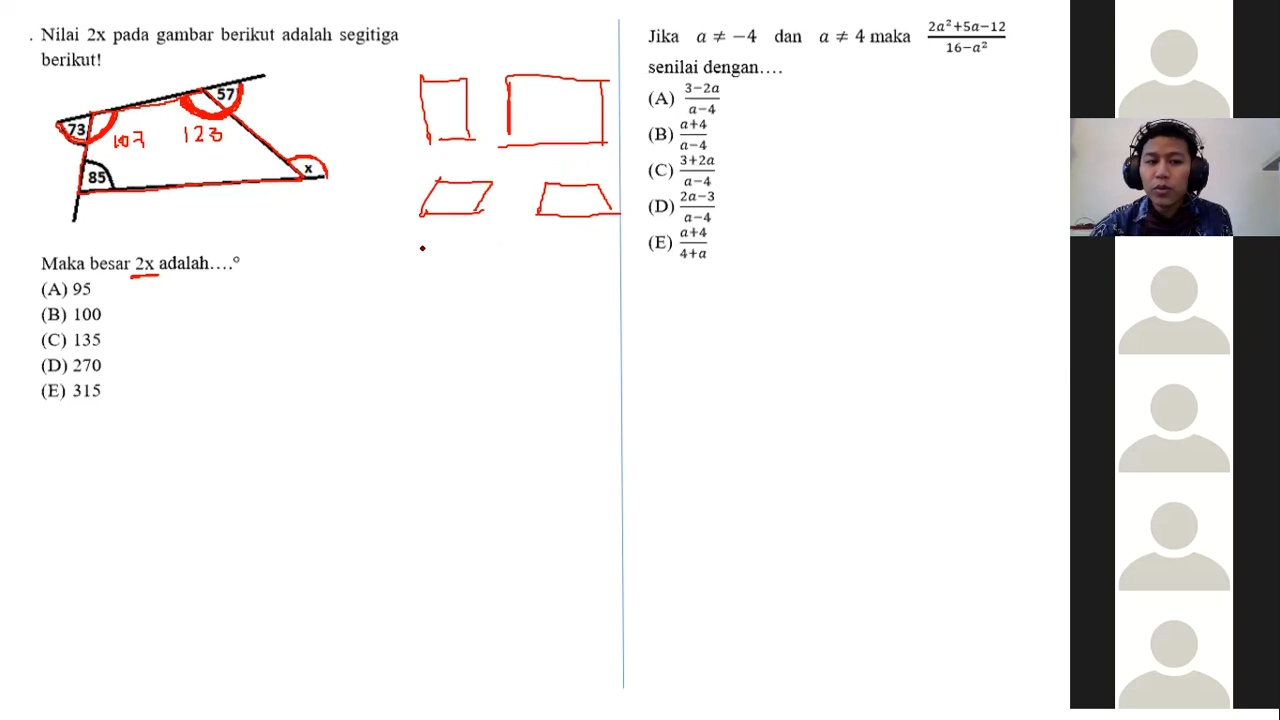 . Nilai 2x pada gambar berikut adalah segitiga
berikut!
57
73
107
123
x
85
Maka besar 2x adalah….°
(A) 95
(B) 100
(C) 135
(D) 270
(E) 315
Jika a ≠ −4 dan a ≠ 4 maka (2a²+5a−12)/(16−a²)
senilai dengan….
(A) (3−2a)/(a−4)
(B) (a+4)/(a−4)
(C) (3+2a)/(a−4)
(D) (2a−3)/(a−4)
(E) (a+4)/(4+a)